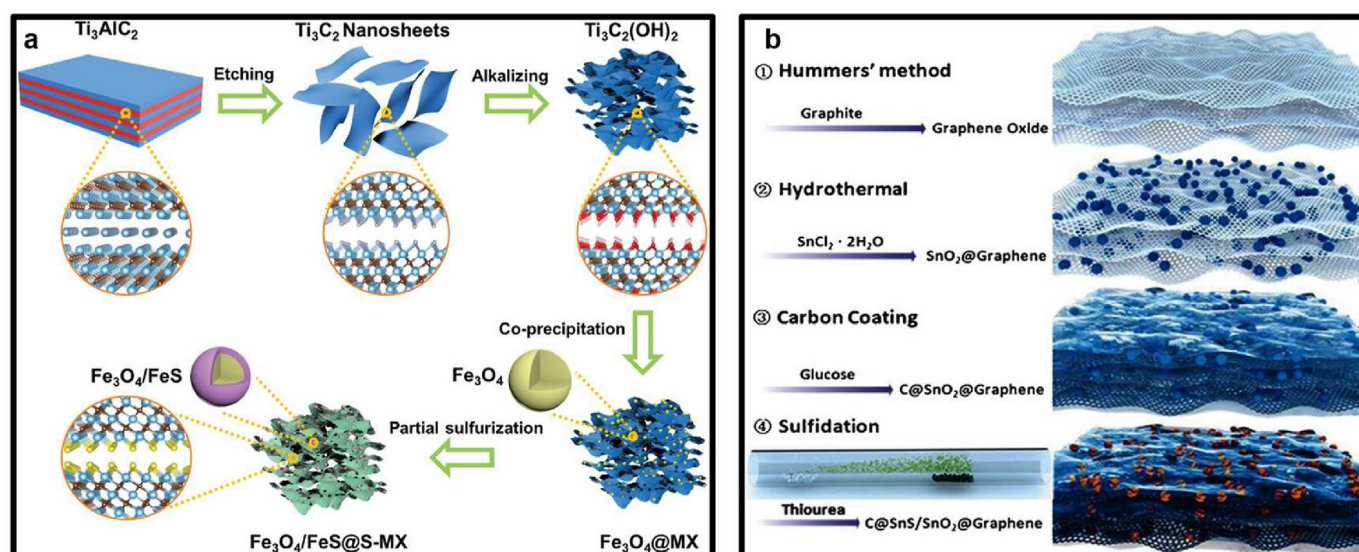 a
Ti₃AlC₂
Ti₃C₂ Nanosheets
Ti₃C₂(OH)₂
Etching
Alkalizing
Co-precipitation
Fe₃O₄/FeS
Fe₃O₄
Partial sulfurization
Fe₃O₄/FeS@S-MX
Fe₃O₄@MX
b
① Hummers' method
Graphite
Graphene Oxlde
② Hydrothermal
SnCl₂ · 2H₂O
SnO₂@Graphene
③ Carbon Coating
Glucose
C@SnO₂@Graphene
④ Sulfidation
Thiourea
C@SnS/SnO₂@Graphene